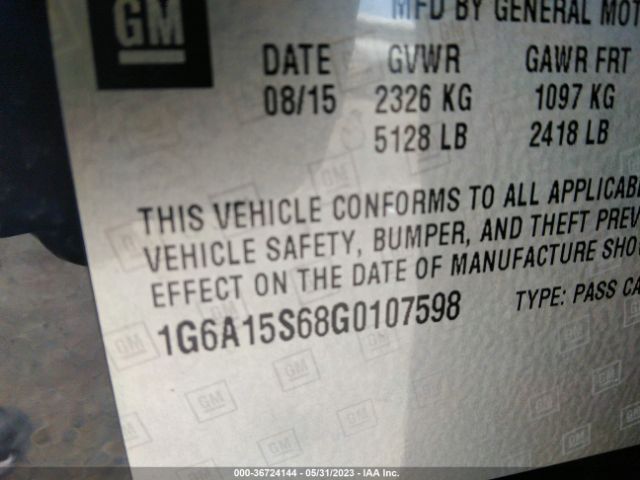 GM
MFD BY GENERAL MOT
DATE GVWR GAWR FRT
08/15 2326 KG 1097 KG
5128 LB 2418 LB
THIS VEHICLE CONFORMS TO ALL APPLICAB
VEHICLE SAFETY, BUMPER, AND THEFT PREV
EFFECT ON THE DATE OF MANUFACTURE SHO
1G6A15S68G0107598 TYPE: PASS CA
000-36724144 — 05/31/2023 - IAA Inc.